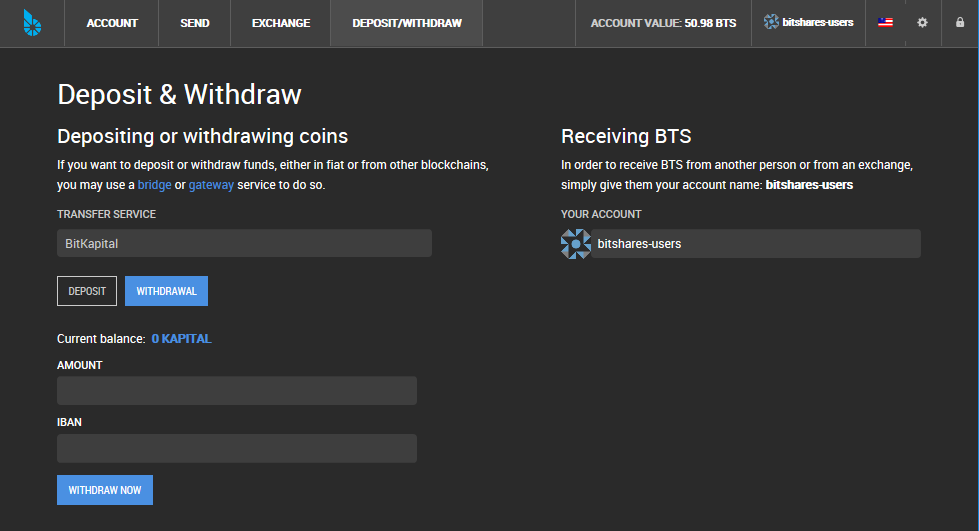 ACCOUNT
SEND
EXCHANGE
DEPOSIT/WITHDRAW
ACCOUNT VALUE: 50.98 BTS
bitshares-users
Deposit & Withdraw
Depositing or withdrawing coins
If you want to deposit or withdraw funds, either in fiat or from other blockchains,
you may use a bridge or gateway service to do so.
TRANSFER SERVICE
BitKapital
DEPOSIT
WITHDRAWAL
Current balance: 0 KAPITAL
AMOUNT
IBAN
WITHDRAW NOW
Receiving BTS
In order to receive BTS from another person or from an exchange,
simply give them your account name: bitshares-users
YOUR ACCOUNT
bitshares-users